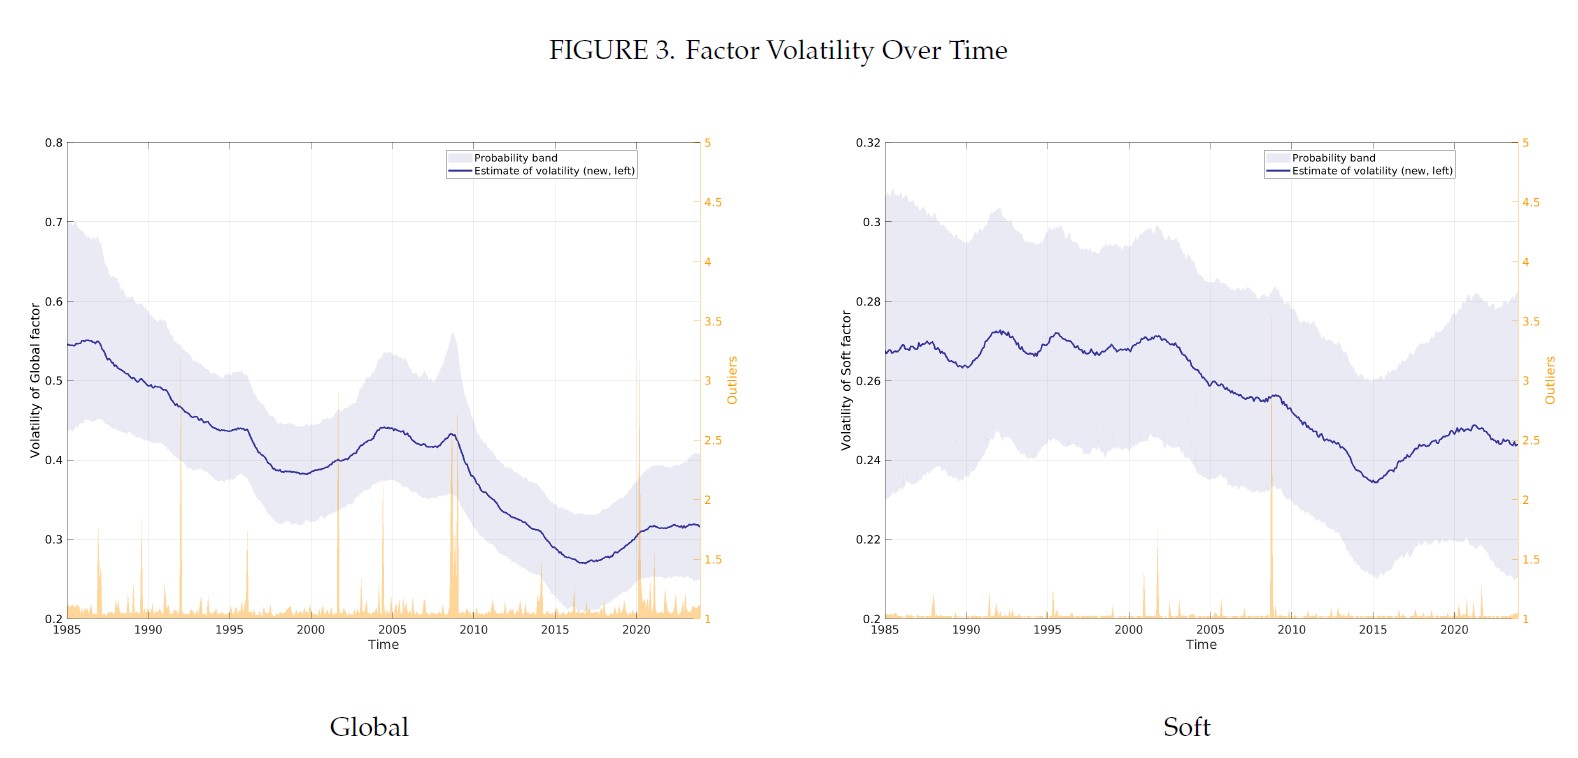 FIGURE 3. Factor Volatility Over Time
Probability band
Estimate of volatility (new, left)
Volatility of Global factor
0.8
0.7
0.6
0.5
0.4
0.3
0.2
5
4.5
4
3.5
3
2.5
2
1.5
1
Outliers
1985 1990 1995 2000 2005 2010 2015 2020
Time
Global
Probability band
Estimate of volatility (new, left)
Volatility of Soft factor
0.32
0.3
0.28
0.26
0.24
0.22
0.2
5
4.5
4
3.5
3
2.5
2
1.5
1
Outliers
1985 1990 1995 2000 2005 2010 2015 2020
Time
Soft